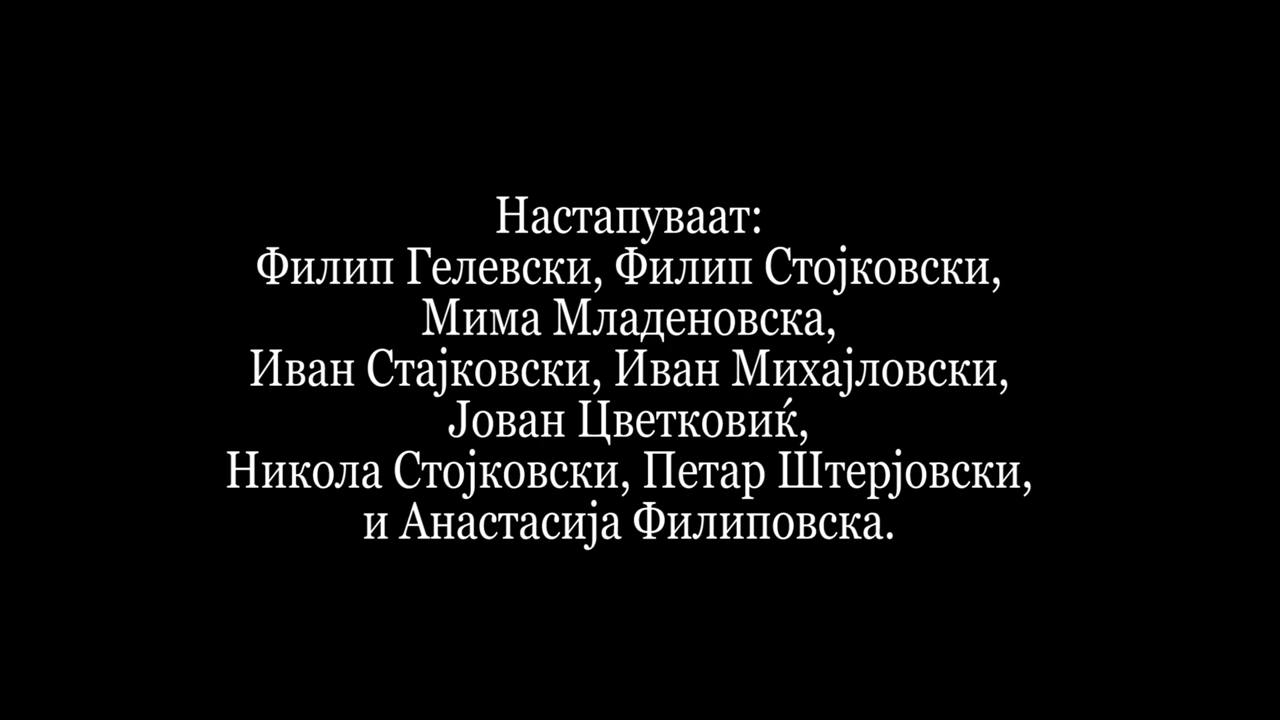 Настапуваат:
Филип Гелевски, Филип Стојковски,
Мима Младеновска,
Иван Стајковски, Иван Михајловски,
Јован Цветковиќ,
Никола Стојковски, Петар Штерјовски,
и Анастасија Филиповска.